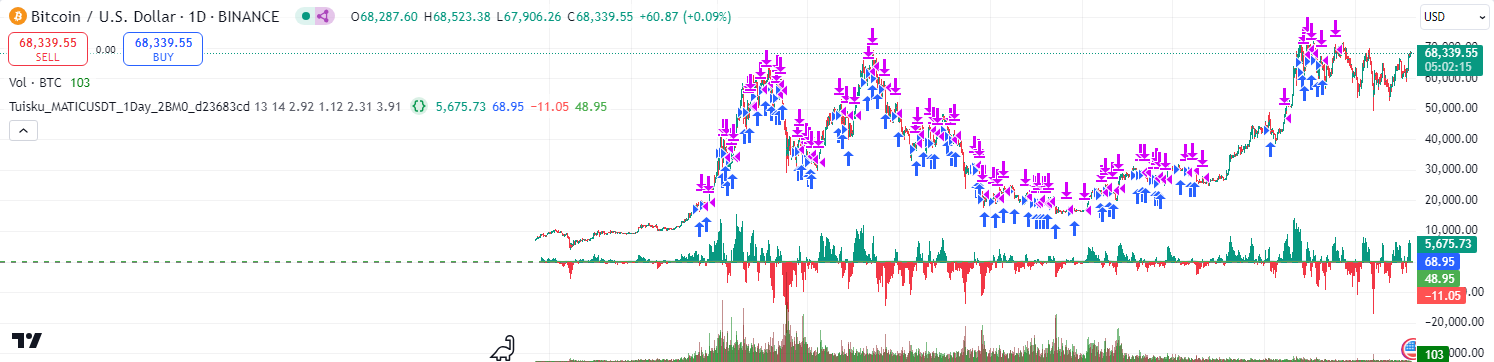 Bitcoin / U.S. Dollar · 1D · BINANCE
O68,287.60 H68,523.38 L67,906.26 C68,339.55 +60.87 (+0.09%)
USD
68,339.55
SELL
0.00
68,339.55
BUY
68,339.55
05:02:15
Vol · BTC 103
60,000.00
Tuisku_MATICUSDT_1Day_2BM0_d23683cd 13 14 2.92 1.12 2.31 3.91 {} 5,675.73 68.95 −11.05 48.95
50,000.00
40,000.00
30,000.00
20,000.00
10,000.00
5,675.73
68.95
48.95
−11.05
−20,000.00
103